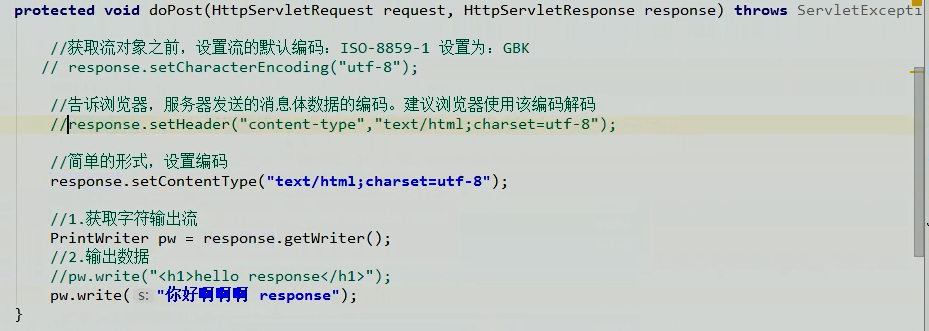 protected void doPost(HttpServletRequest request, HttpServletResponse response) throws ServletExcepti
//获取流对象之前，设置流的默认编码：ISO-8859-1 设置为：GBK
// response.setCharacterEncoding("utf-8");
//告诉浏览器，服务器发送的消息体数据的编码。建议浏览器使用该编码解码
//response.setHeader("content-type","text/html;charset=utf-8");
//简单的形式，设置编码
response.setContentType("text/html;charset=utf-8");
//1.获取字符输出流
PrintWriter pw = response.getWriter();
//2.输出数据
//pw.write("<h1>hello response</h1>");
pw.write( s: "你好啊啊啊 response");
}